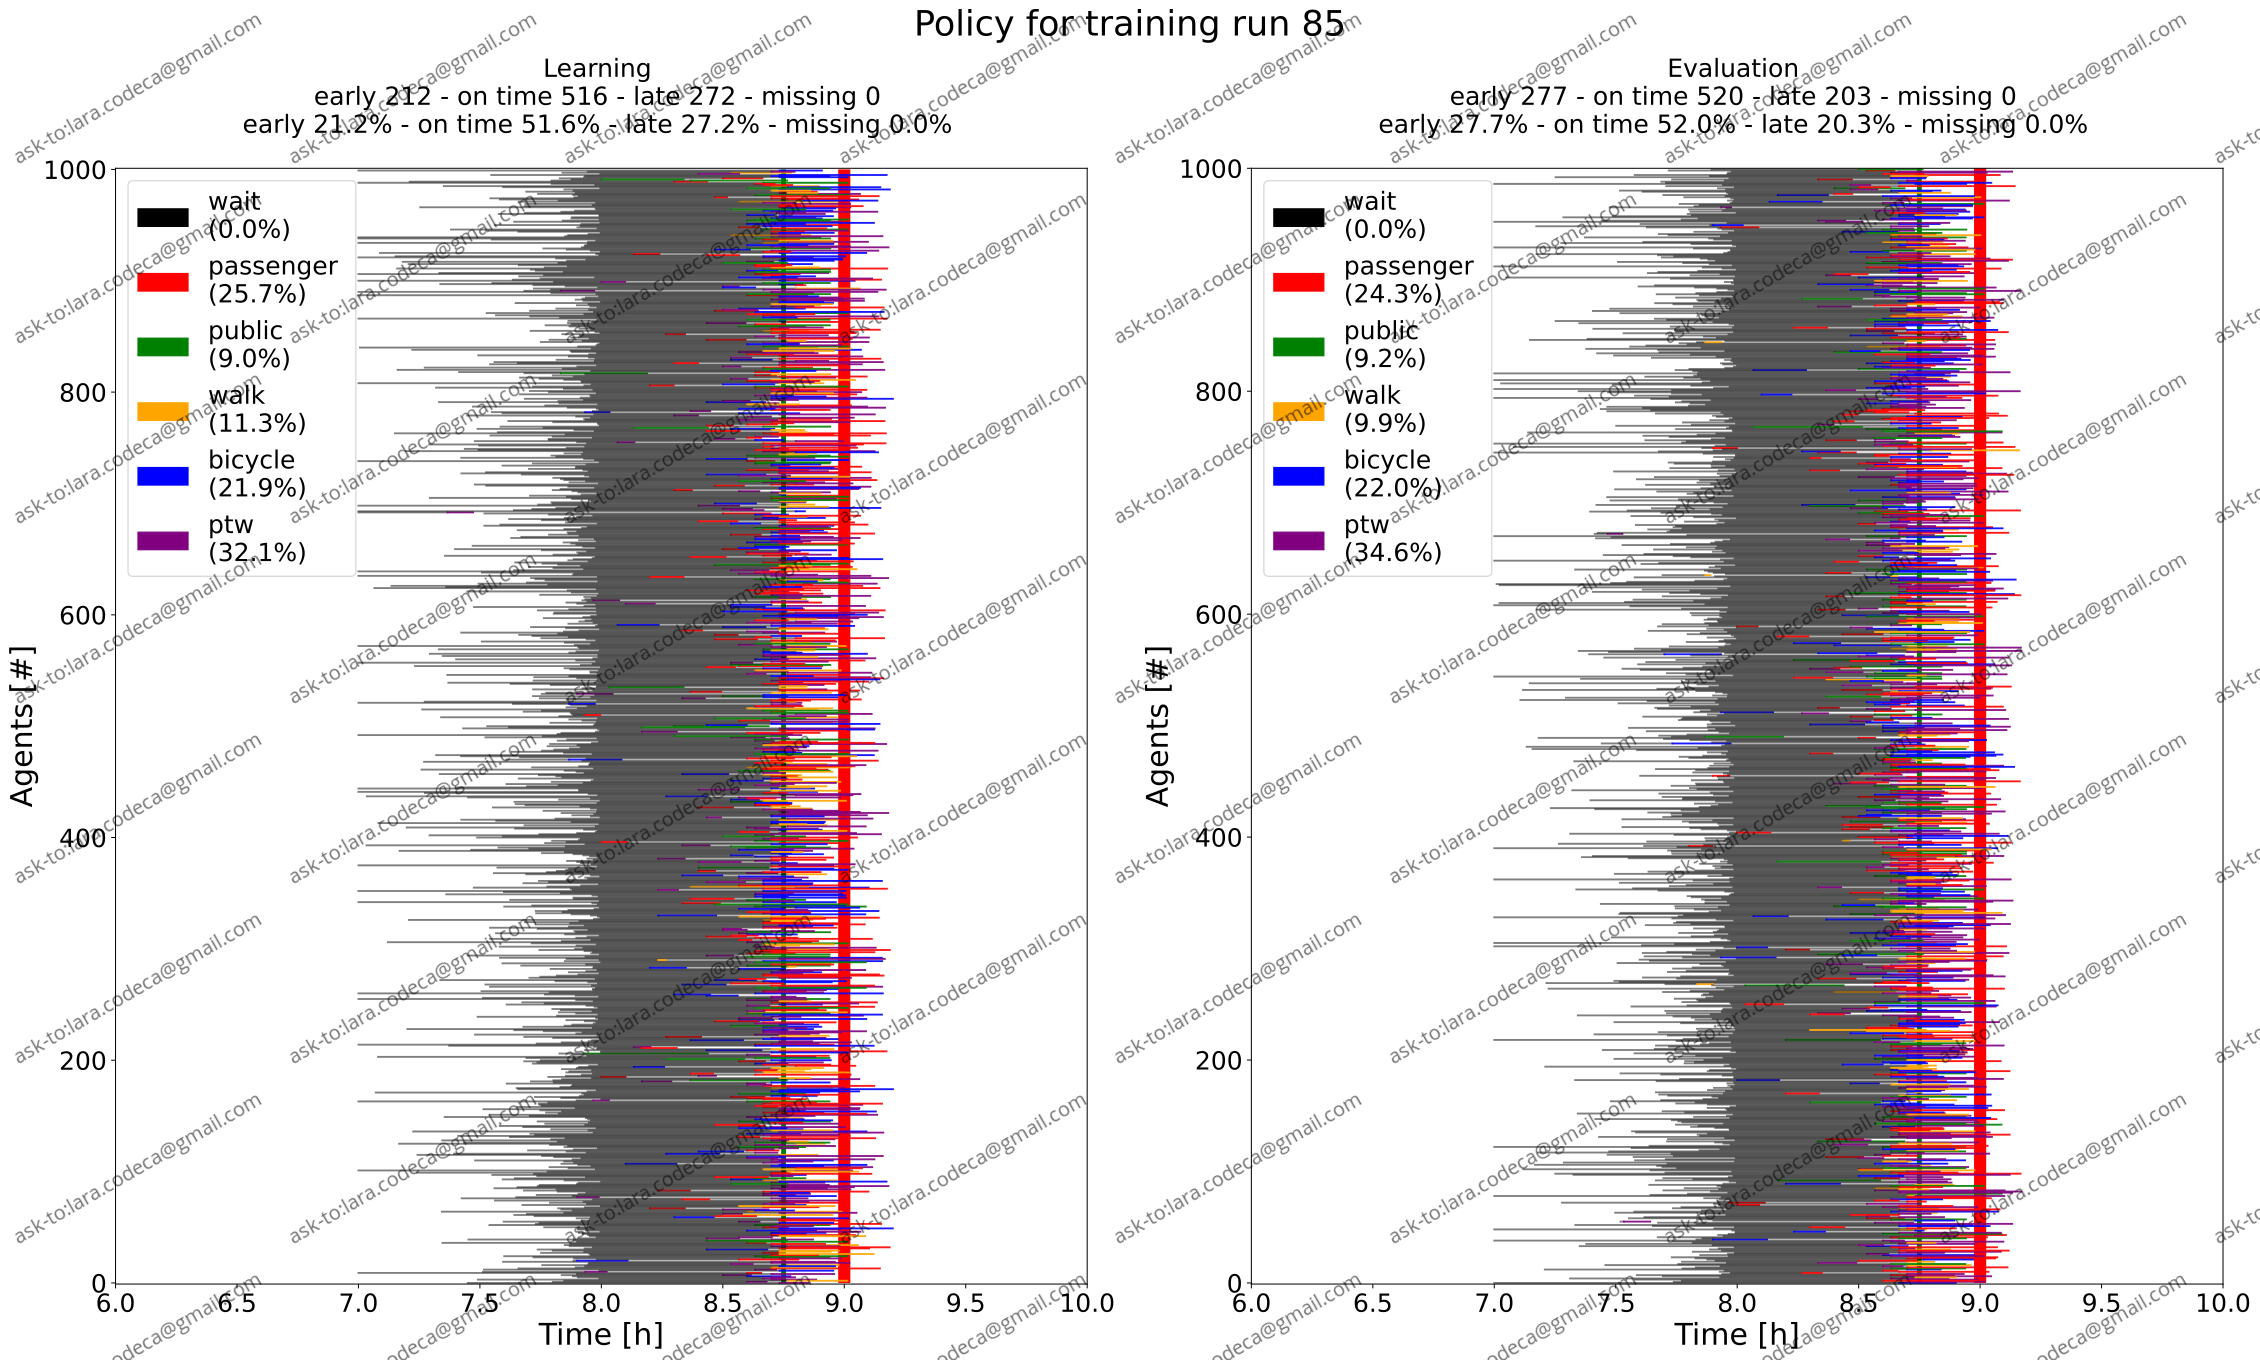 Policy for training run 85
Learning
early 212 - on time 516 - late 272 - missing 0
early 21.2% - on time 51.6% - late 27.2% - missing 0.0%
1000
800
600
400
200
0
Agents [#]
wait
(0.0%)
passenger
(25.7%)
public
(9.0%)
walk
(11.3%)
bicycle
(21.9%)
ptw
(32.1%)
6.0 6.5 7.0 7.5 8.0 8.5 9.0 9.5 10.0
Time [h]
Evaluation
early 277 - on time 520 - late 203 - missing 0
early 27.7% - on time 52.0% - late 20.3% - missing 0.0%
1000
800
600
400
200
0
Agents [#]
wait
(0.0%)
passenger
(24.3%)
public
(9.2%)
walk
(9.9%)
bicycle
(22.0%)
ptw
(34.6%)
6.0 6.5 7.0 7.5 8.0 8.5 9.0 9.5 10.0
Time [h]
ask-to:lara.codeca@gmail.com